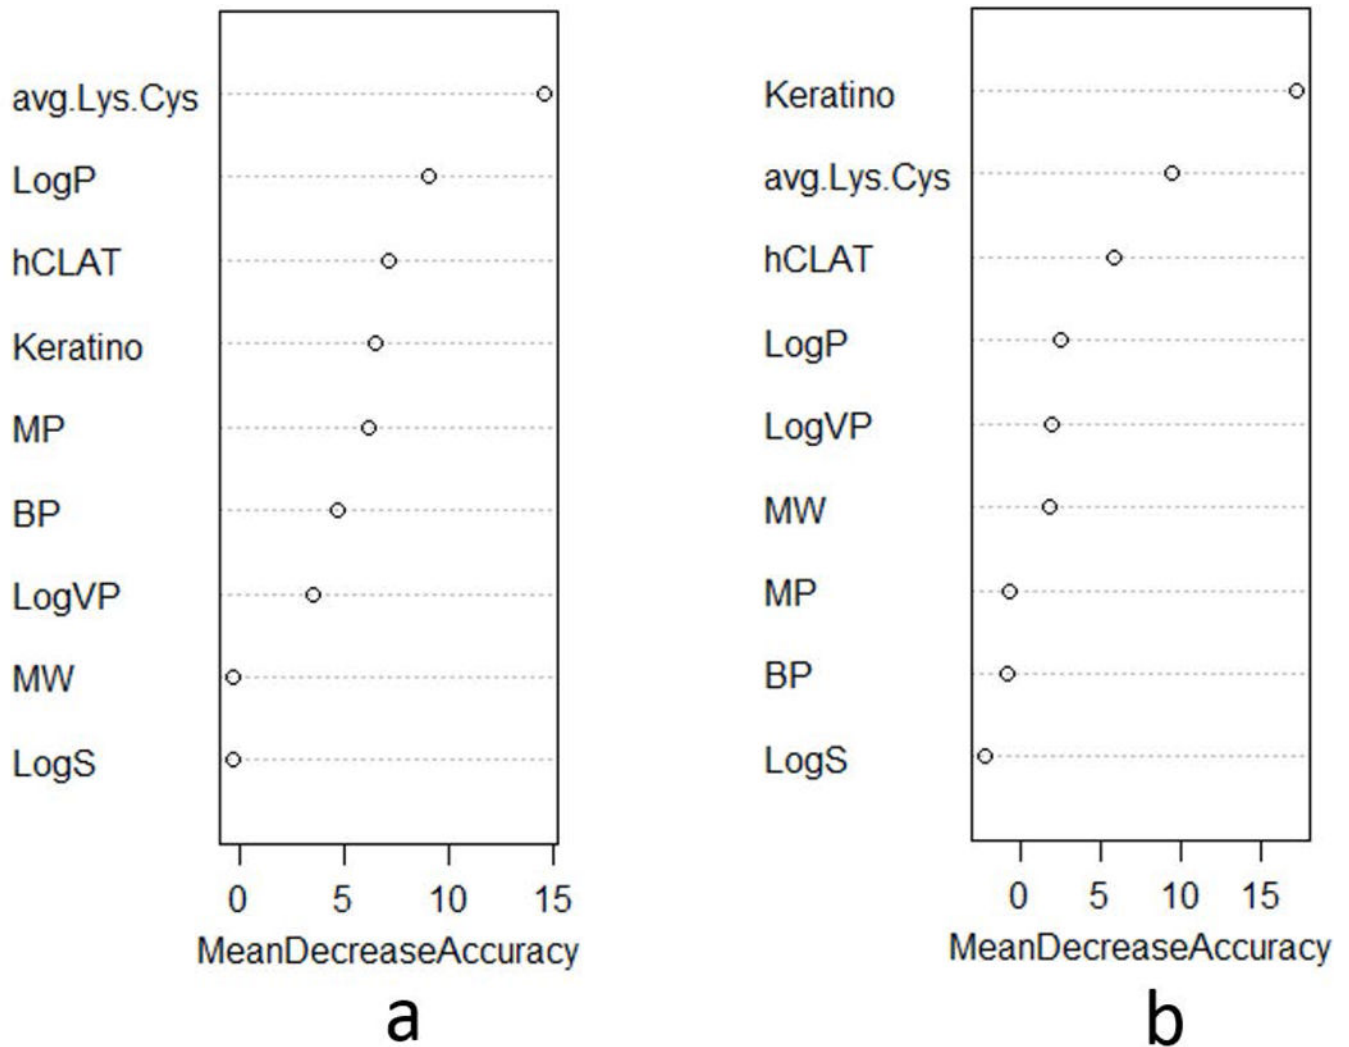 avg.Lys.Cys
LogP
hCLAT
Keratino
MP
BP
LogVP
MW
LogS
0 5 10 15
MeanDecreaseAccuracy
a
Keratino
avg.Lys.Cys
hCLAT
LogP
LogVP
MW
MP
BP
LogS
0 5 10 15
MeanDecreaseAccuracy
b